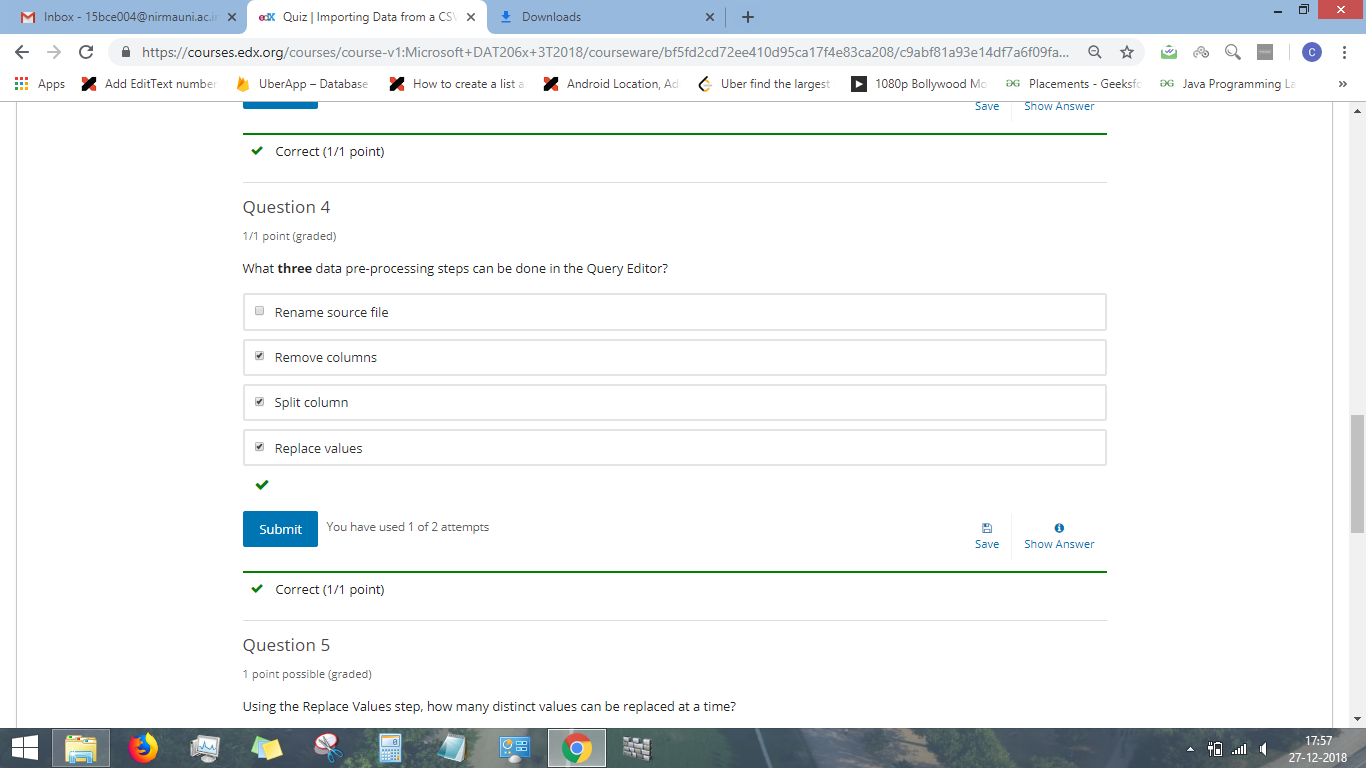 Inbox - 15bce004@nirmauni.ac.i
edX Quiz | Importing Data from a CSV
Downloads
https://courses.edx.org/courses/course-v1:Microsoft+DAT206x+3T2018/courseware/bf5fd2cd72ee410d95ca17f4e83ca208/c9abf81a93e14df7a6f09fa...
C
Apps
Add EditText number
UberApp – Database
How to create a list a
Android Location, Ad
Uber find the largest
1080p Bollywood Mo
Placements - Geeksfo
Java Programming La
»
Save
Show Answer
Correct (1/1 point)
Question 4
1/1 point (graded)
What three data pre-processing steps can be done in the Query Editor?
Rename source file
Remove columns
Split column
Replace values
Submit
You have used 1 of 2 attempts
Save
Show Answer
Correct (1/1 point)
Question 5
1 point possible (graded)
Using the Replace Values step, how many distinct values can be replaced at a time?
17:57
27-12-2018